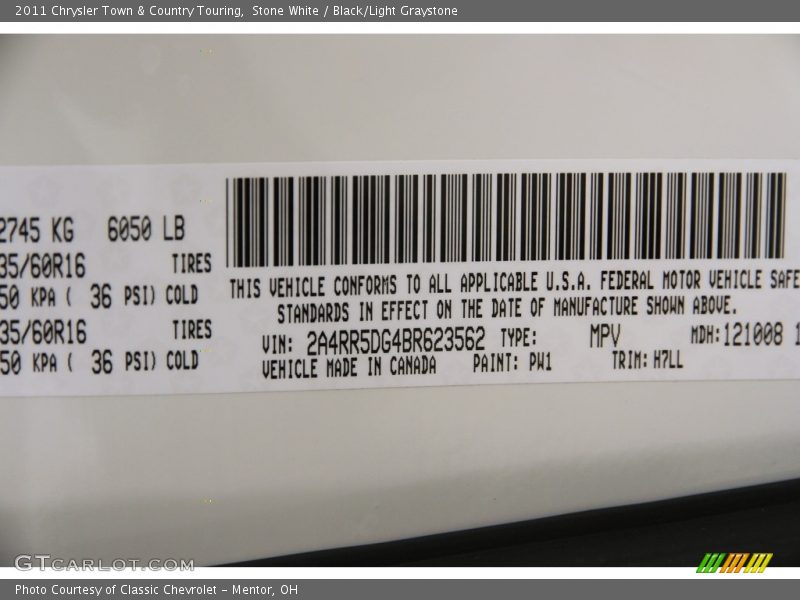 2011 Chrysler Town & Country Touring, Stone White / Black/Light Graystone
2745 KG 6050 LB
35/60R16 TIRES
50 KPA ( 36 PSI) COLD
35/60R16 TIRES
50 KPA ( 36 PSI) COLD
THIS VEHICLE CONFORMS TO ALL APPLICABLE U.S.A. FEDERAL MOTOR VEHICLE SAFE
STANDARDS IN EFFECT ON THE DATE OF MANUFACTURE SHOWN ABOVE.
VIN: 2A4RR5DG4BR623562 TYPE: MPV MDH:121008 1
VEHICLE MADE IN CANADA PAINT: PW1 TRIM: H7LL
GTCARLOT.COM
Photo Courtesy of Classic Chevrolet - Mentor, OH